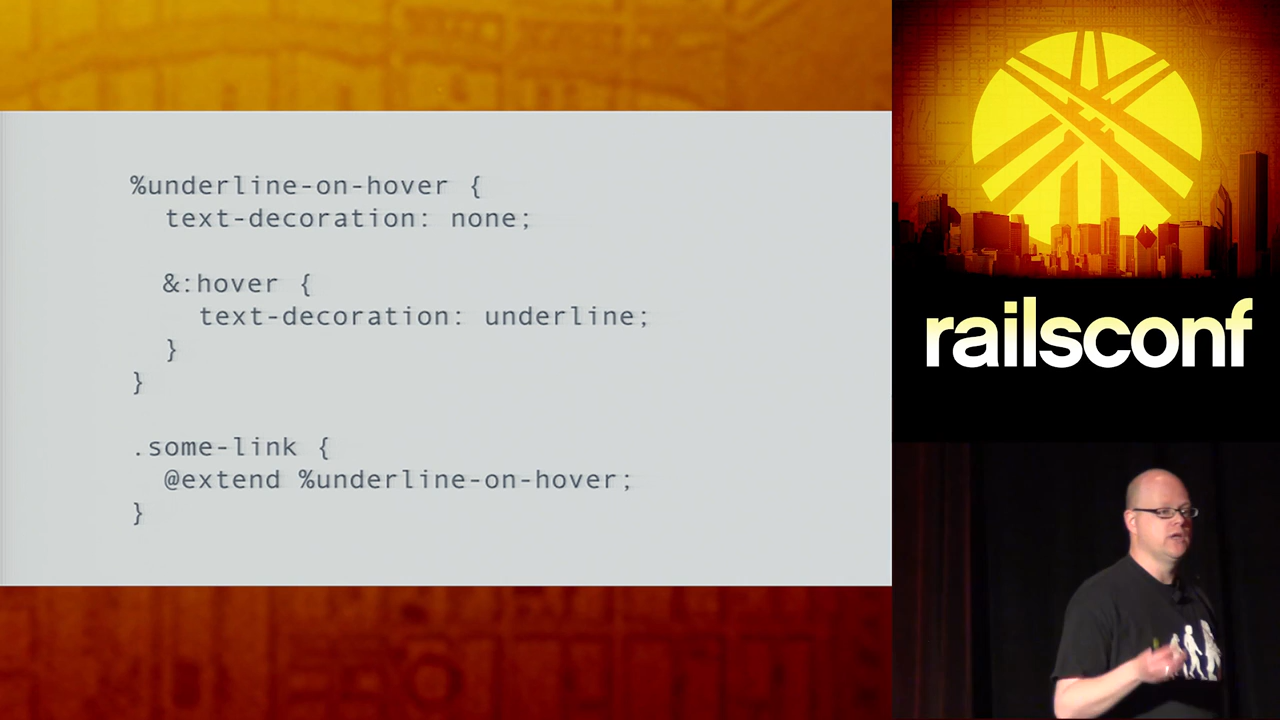 %underline-on-hover {
  text-decoration: none;

  &:hover {
    text-decoration: underline;
  }
}

.some-link {
  @extend %underline-on-hover;
}
railsconf